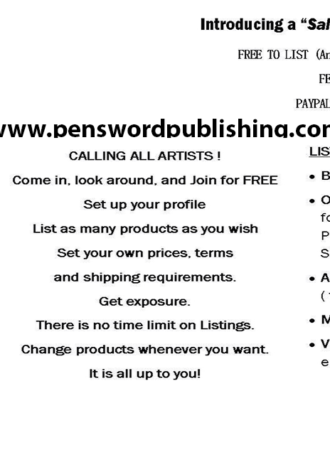 Introducing a “Sal
FREE TO LIST (An
FE
PAYPAL
www.penswordpublishing.com
CALLING ALL ARTISTS !
Come in, look around, and Join for FREE
Set up your profile
List as many products as you wish
Set your own prices, terms
and shipping requirements.
Get exposure.
There is no time limit on Listings.
Change products whenever you want.
It is all up to you!
LIS
• B
• O
fo
P
S
• A
(
• M
• V
e